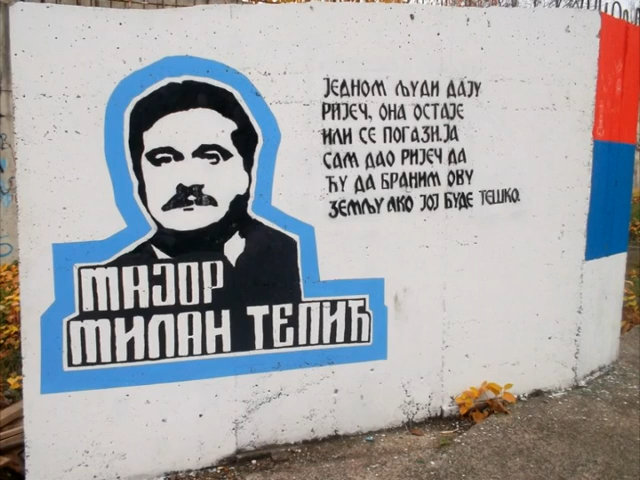 МАЈОР
МИЛАН ТЕПИЋ
ЈЕДНОМ ЉУДИ ДАЈУ
РИЈЕЧ, ОНА ОСТАЈЕ
ИЛИ СЕ ПОГАЗИ.ЈА
САМ ДАО РИЈЕЧ ДА
ЋУ ДА БРАНИМ ОВУ
ЗЕМЉУ АКО ЈОЈ БУДЕ ТЕШКО.